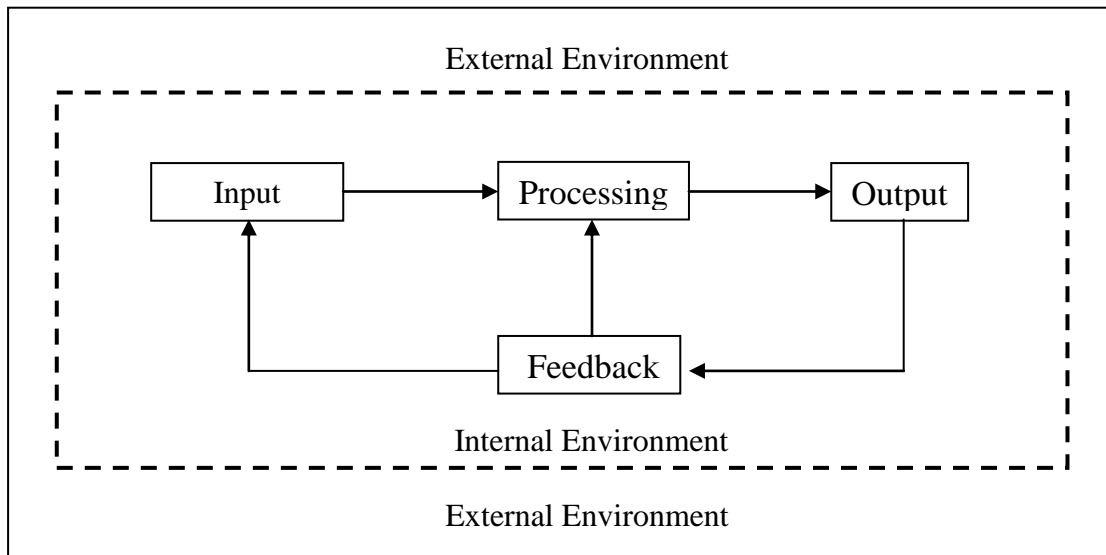 External Environment
Input
Processing
Output
Feedback
Internal Environment
External Environment